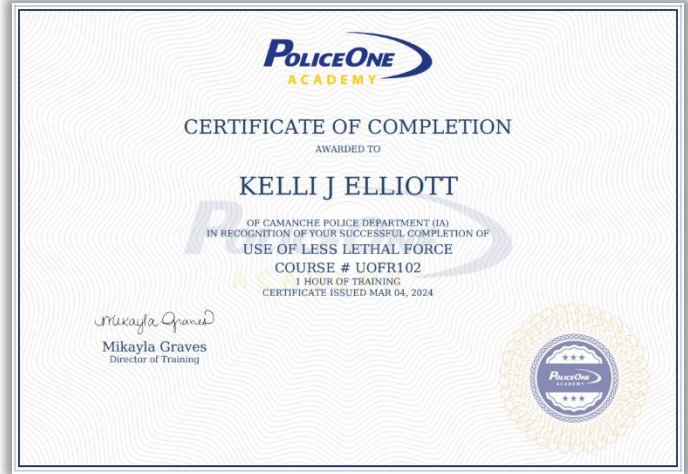 POLICEONE
ACADEMY
CERTIFICATE OF COMPLETION
AWARDED TO
KELLI J ELLIOTT
OF CAMANCHE POLICE DEPARTMENT (IA)
IN RECOGNITION OF YOUR SUCCESSFUL COMPLETION OF
USE OF LESS LETHAL FORCE
COURSE # UOFR102
1 HOUR OF TRAINING
CERTIFICATE ISSUED MAR 04, 2024
Mikayla Graves
Mikayla Graves
Director of Training
POLICEONE
ACADEMY